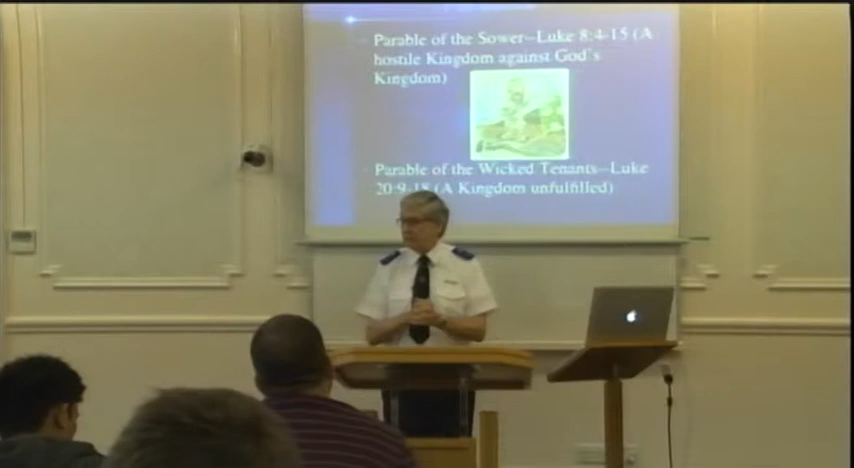 Parable of the Sower–Luke 8:4-15 (A
hostile Kingdom against God's
Kingdom)
Parable of the Wicked Tenants–Luke
20:9-18 (A Kingdom unfulfilled)